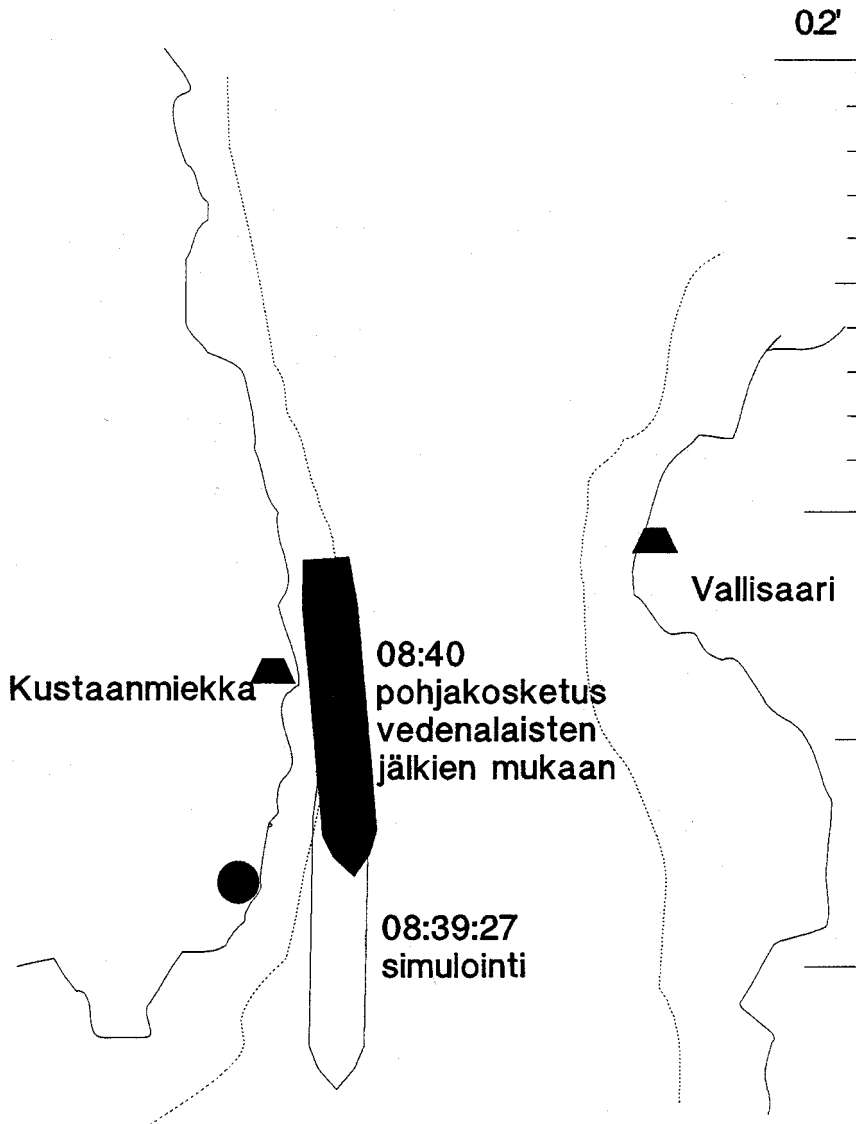 0.2'
Vallisaari
Kustaanmiekka
08:40
pohjakosketus
vedenalaisten
jälkien mukaan
08:39:27
simulointi